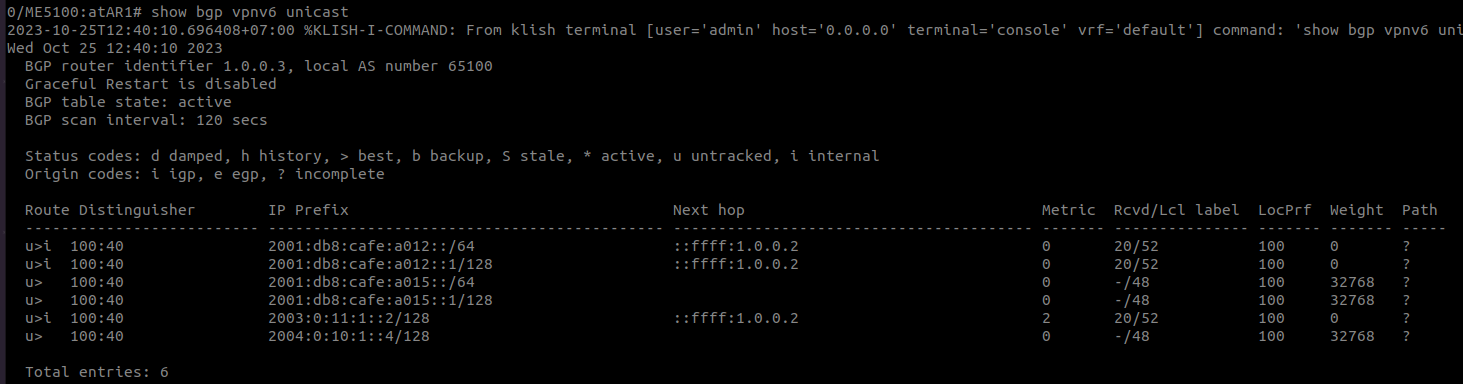 0/ME5100:atAR1# show bgp vpnv6 unicast
2023-10-25T12:40:10.696408+07:00 %KLISH-I-COMMAND: From klish terminal [user='admin' host='0.0.0.0' terminal='console' vrf='default'] command: 'show bgp vpnv6 uni
Wed Oct 25 12:40:10 2023
  BGP router identifier 1.0.0.3, local AS number 65100
  Graceful Restart is disabled
  BGP table state: active
  BGP scan interval: 120 secs

  Status codes: d damped, h history, > best, b backup, S stale, * active, u untracked, i internal
  Origin codes: i igp, e egp, ? incomplete

  Route Distinguisher        IP Prefix                                    Next hop                                 Metric  Rcvd/Lcl label  LocPrf  Weight  Path
  -------------------------- -------------------------------------------- ---------------------------------------- ------- --------------- ------- ------- -----
  u>i  100:40                2001:db8:cafe:a012::/64                      ::ffff:1.0.0.2                           0       20/52           100     0       ?
  u>i  100:40                2001:db8:cafe:a012::1/128                    ::ffff:1.0.0.2                           0       20/52           100     0       ?
  u>   100:40                2001:db8:cafe:a015::/64                                                               0       -/48            100     32768   ?
  u>   100:40                2001:db8:cafe:a015::1/128                                                             0       -/48            100     32768   ?
  u>i  100:40                2003:0:11:1::2/128                           ::ffff:1.0.0.2                           2       20/52           100     0       ?
  u>   100:40                2004:0:10:1::4/128                                                                    0       -/48            100     32768   ?

  Total entries: 6